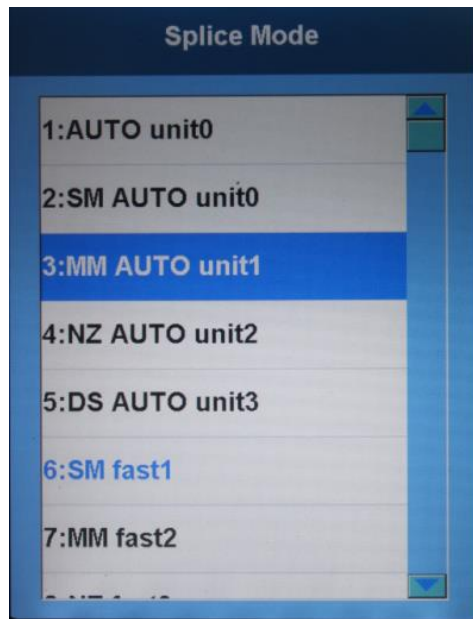 Splice Mode
1:AUTO unit0
2:SM AUTO unit0
3:MM AUTO unit1
4:NZ AUTO unit2
5:DS AUTO unit3
6:SM fast1
7:MM fast2